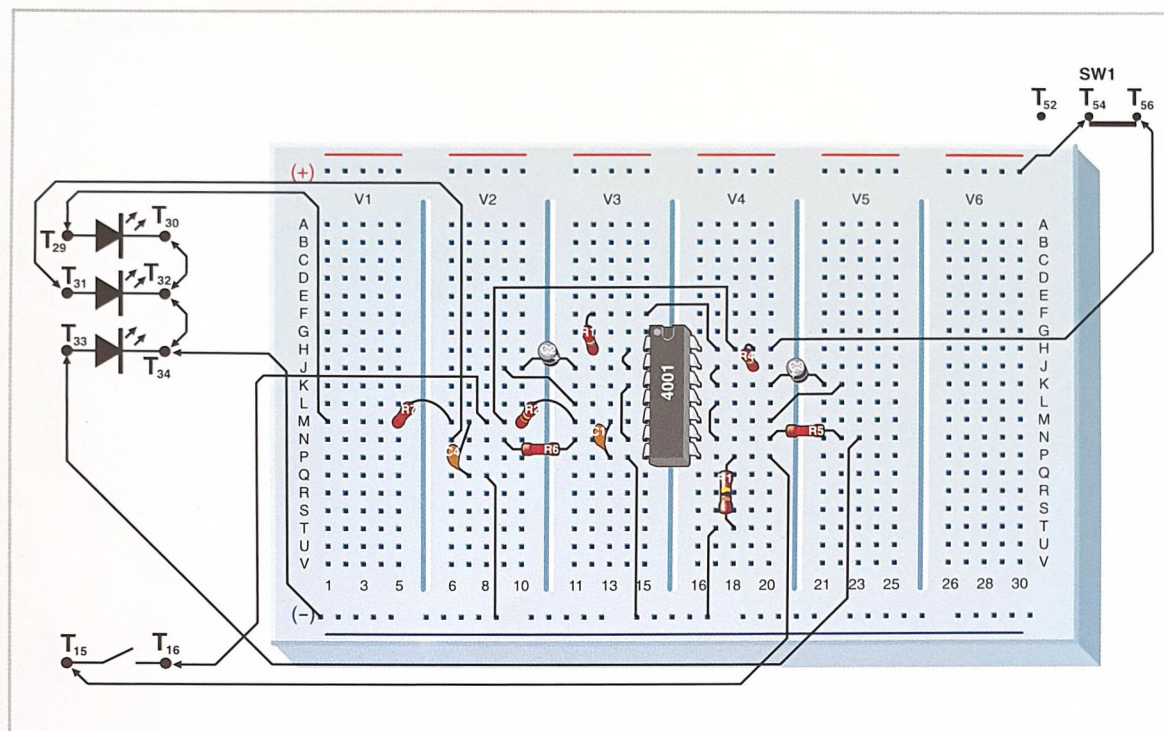 SW1
T52 T54 T56
(+)
V1 V2 V3 V4 V5 V6
T29 T30
T31 T32
T33 T34
A A
B B
C C
D D
E E
F F
G G
H H
J J
K K
L L
M M
N N
P P
Q Q
R R
S S
T T
U U
V V
R1
R4
4001
R7
R2
C1
R5
C4
R6
1 3 5 6 8 10 11 13 15 16 18 20 21 23 25 26 28 30
(-)
T15 T16